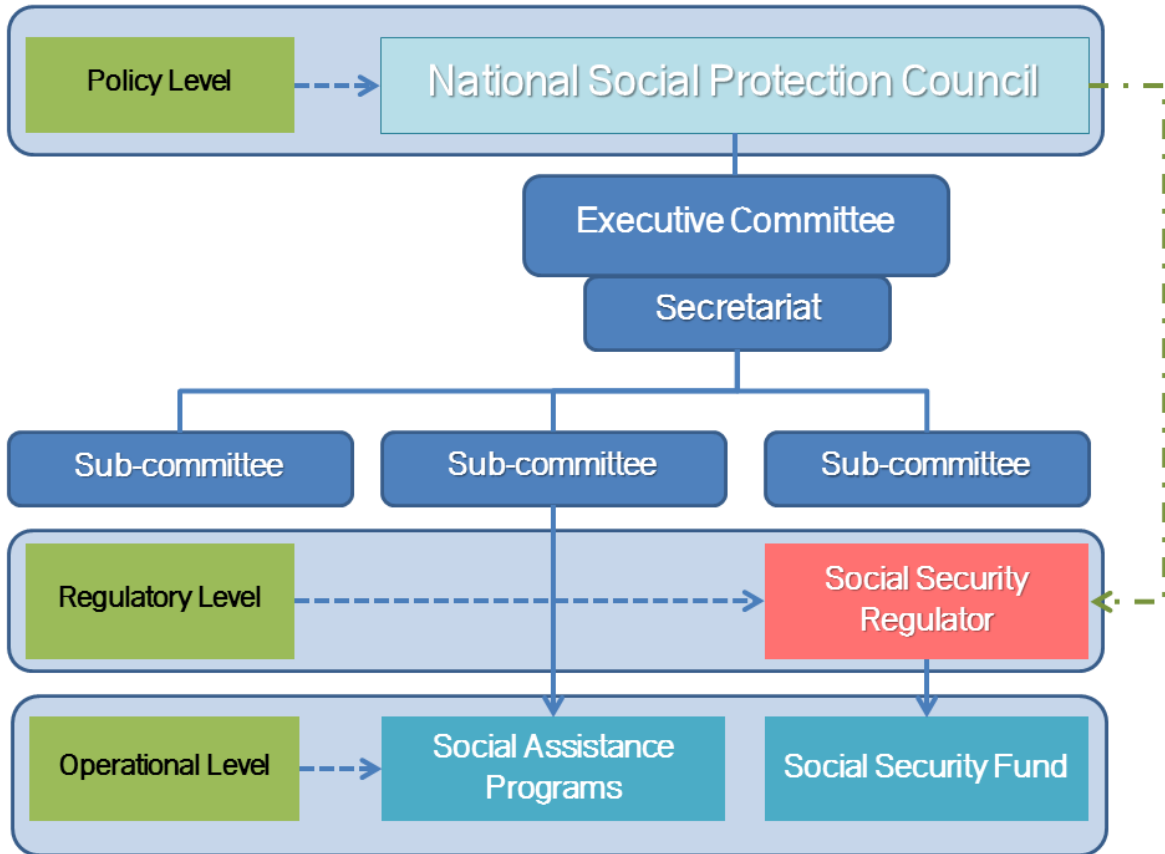 Policy Level
National Social Protection Council
Executive Committee
Secretariat
Sub-committee
Sub-committee
Sub-committee
Regulatory Level
Social Security
Regulator
Operational Level
Social Assistance
Programs
Social Security Fund